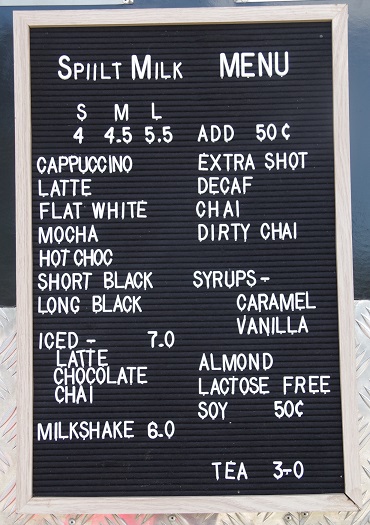 SPIILT MILK MENU
S M L
4 4.5 5.5 ADD 50¢
CAPPUCCINO EXTRA SHOT
LATTE DECAF
FLAT WHITE CHAI
MOCHA DIRTY CHAI
HOT CHOC
SHORT BLACK SYRUPS-
LONG BLACK CARAMEL
VANILLA
ICED - 7.0
LATTE ALMOND
CHOCOLATE LACTOSE FREE
CHAI SOY 50¢
MILKSHAKE 6.0
TEA 3-0